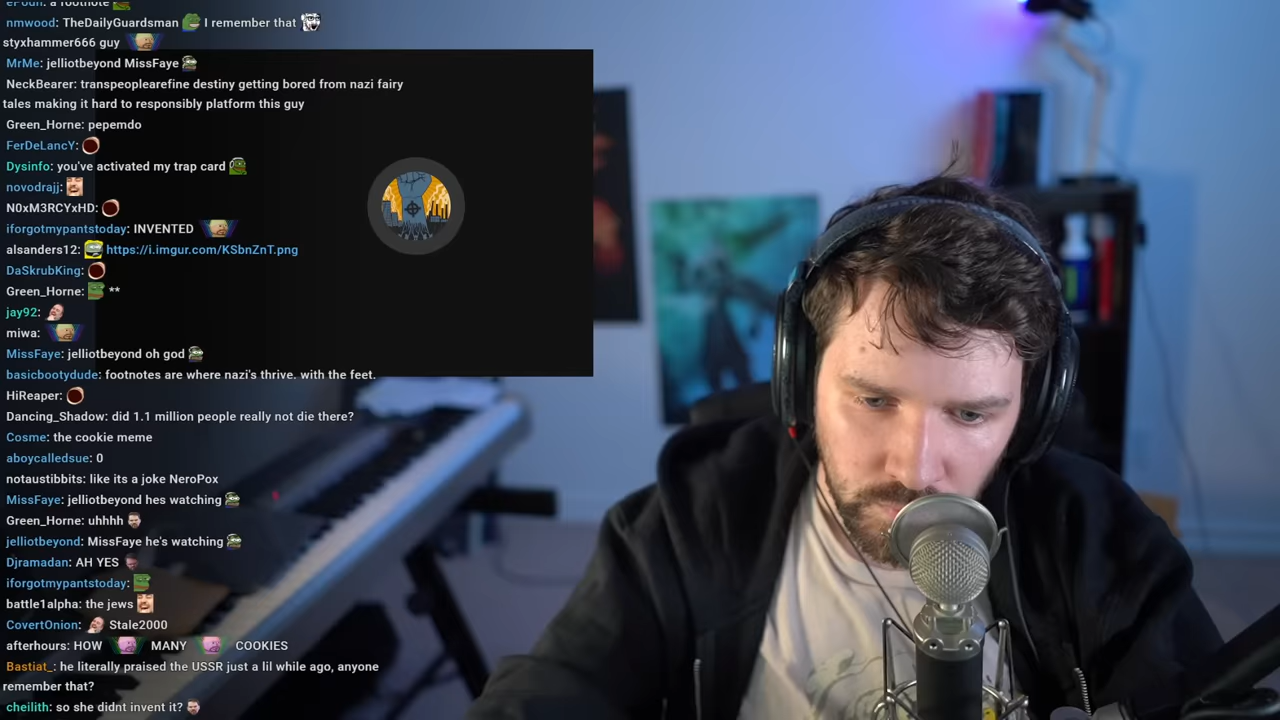 ePoun: a footnote
nmwood: TheDailyGuardsman I remember that
styxhammer666 guy
MrMe: jelliotbeyond MissFaye
NeckBearer: transpeoplearefine destiny getting bored from nazi fairy
tales making it hard to responsibly platform this guy
Green_Horne: pepemdo
FerDeLancY:
Dysinfo: you've activated my trap card
novodrajj:
N0xM3RCYxHD:
iforgotmypantstoday: INVENTED
alsanders12: https://i.imgur.com/KSbnZnT.png
DaSkrubKing:
Green_Horne: **
jay92:
miwa:
MissFaye: jelliotbeyond oh god
basicbootydude: footnotes are where nazi's thrive. with the feet.
HiReaper:
Dancing_Shadow: did 1.1 million people really not die there?
Cosme: the cookie meme
aboycalledsue: 0
notaustibbits: like its a joke NeroPox
MissFaye: jelliotbeyond hes watching
Green_Horne: uhhhh
jelliotbeyond: MissFaye he's watching
Djramadan: AH YES
iforgotmypantstoday:
battle1alpha: the jews
CovertOnion: Stale2000
afterhours: HOW MANY COOKIES
Bastiat_: he literally praised the USSR just a lil while ago, anyone
remember that?
cheilith: so she didnt invent it?